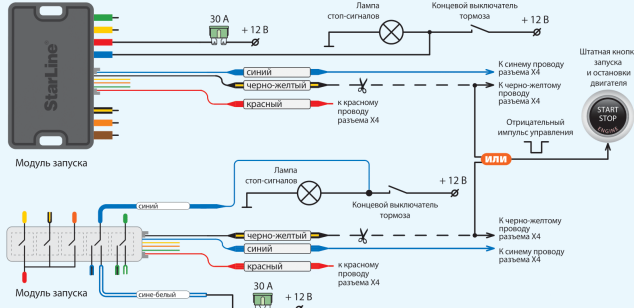 Лампа
стоп-сигналов
Концевой выключатель
тормоза
30 А
+ 12 В
+ 12 В
StarLine
синий
черно-желтый
красный
к красному
проводу
разъема Х4
К синему проводу
разъема Х4
К черно-желтому
проводу
разъема Х4
Штатная кнопк
запуска
и остановки
двигателя
START
STOP
ENGINE
Отрицательный
импульс управления
ИЛИ
Модуль запуска
Лампа
стоп-сигналов
+ 12 В
Концевой выключатель
тормоза
синий
черно-желтый
синий
красный
к красному
проводу
разъема Х4
К черно-желтому
проводу
разъема Х4
К синему проводу
разъема Х4
Модуль запуска
сине-белый
30 А
+ 12 В